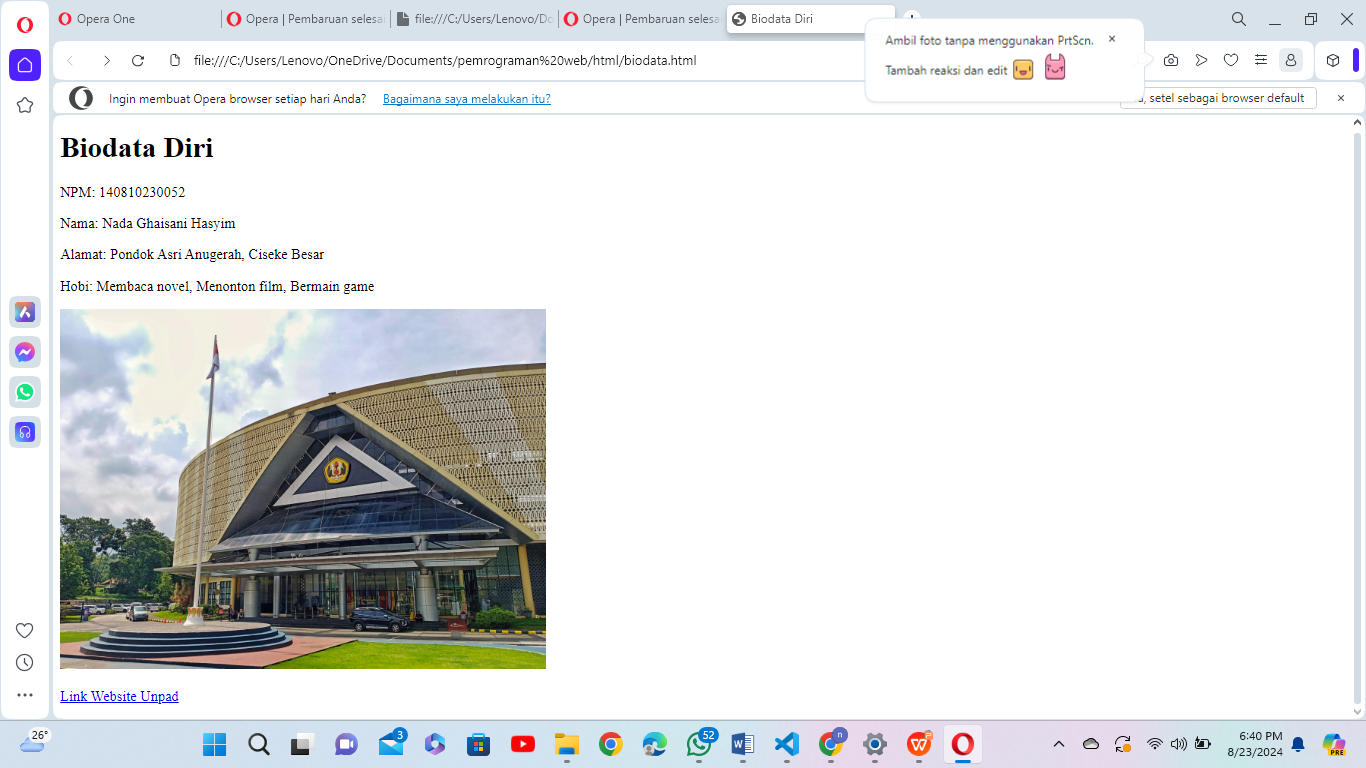 Opera One
Opera | Pembaruan selesa
file:///C:/Users/Lenovo/Do
Opera | Pembaruan selesa
Biodata Diri
Ambil foto tanpa menggunakan PrtScn.
Tambah reaksi dan edit
file:///C:/Users/Lenovo/OneDrive/Documents/pemrograman%20web/html/biodata.html
Ingin membuat Opera browser setiap hari Anda? Bagaimana saya melakukan itu?
, setel sebagai browser default
Biodata Diri
NPM: 140810230052
Nama: Nada Ghaisani Hasyim
Alamat: Pondok Asri Anugerah, Ciseke Besar
Hobi: Membaca novel, Menonton film, Bermain game
Link Website Unpad
26°
3
52
n
PRE
6:40 PM
8/23/2024